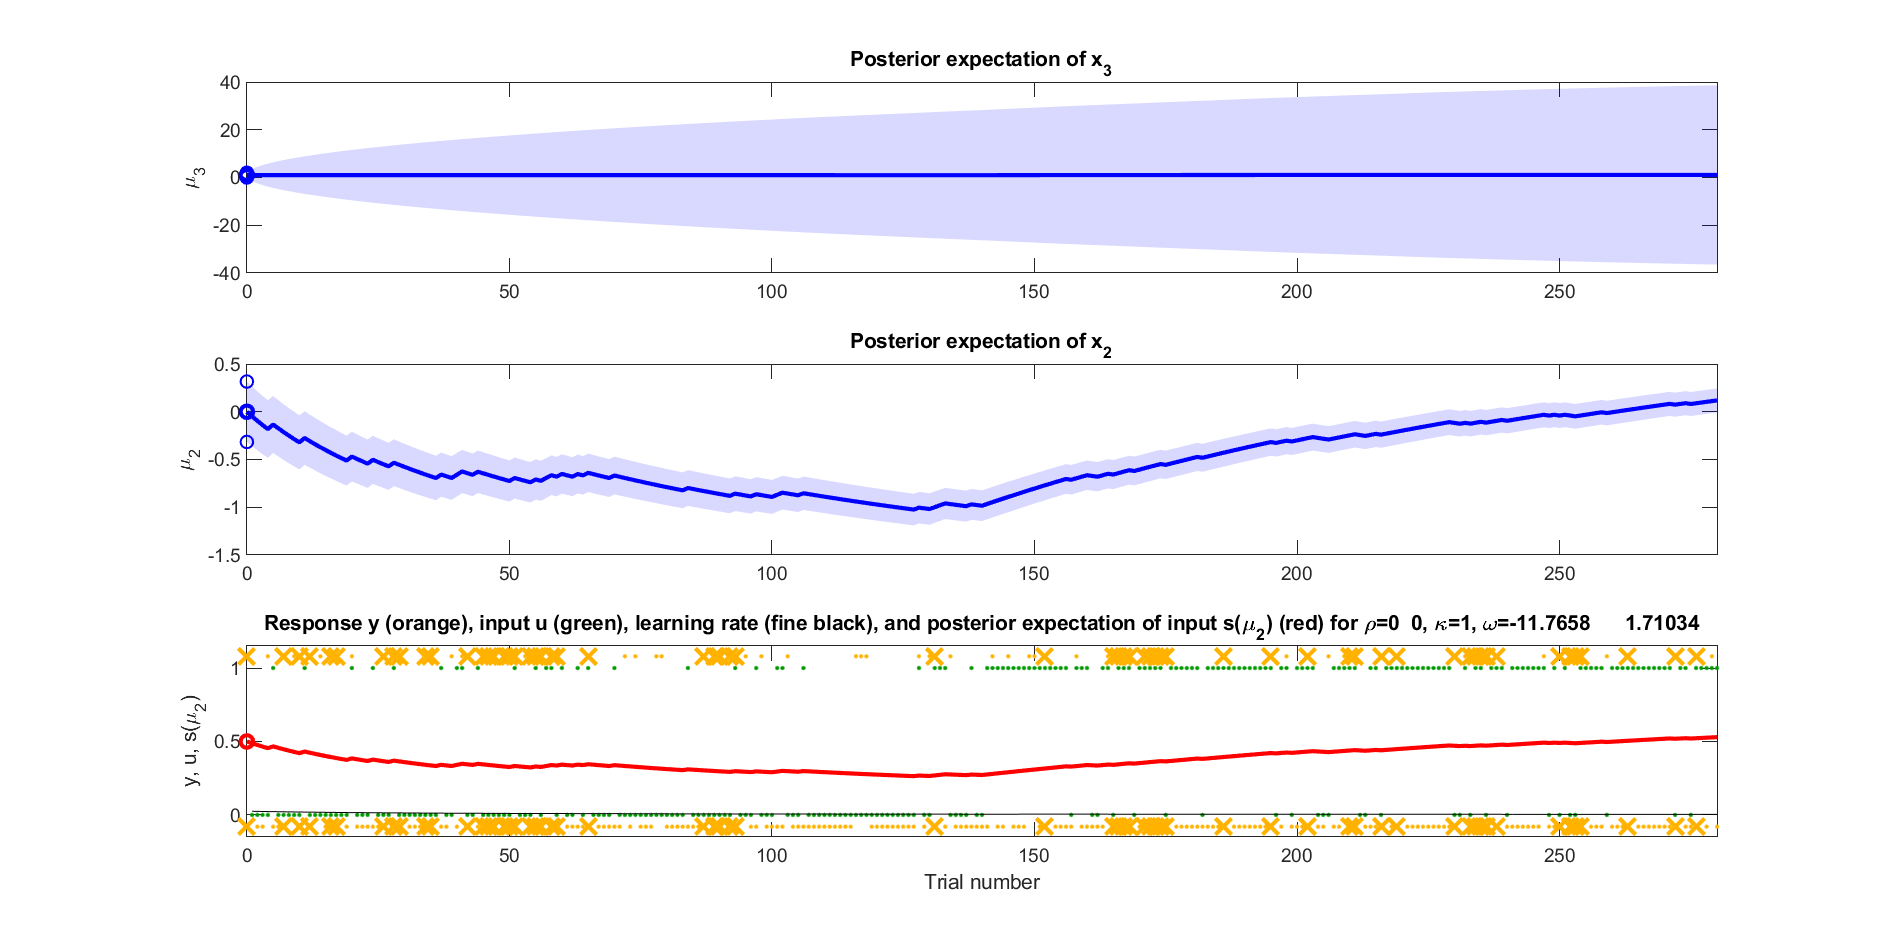 Posterior expectation of x3
40
20
0
-20
-40
μ3
0 50 100 150 200 250
Posterior expectation of x2
0.5
0
-0.5
-1
-1.5
μ2
0 50 100 150 200 250
Response y (orange), input u (green), learning rate (fine black), and posterior expectation of input s(μ2) (red) for ρ=0 0, κ=1, ω=-11.7658 1.71034
1
0.5
0
y, u, s(μ2)
0 50 100 150 200 250
Trial number